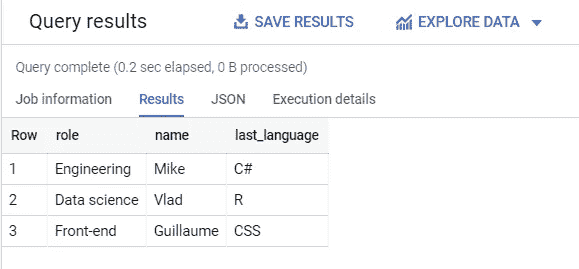 Query results SAVE RESULTS EXPLORE DATA
Query complete (0.2 sec elapsed, 0 B processed)
Job information Results JSON Execution details
Row role name last_language
1 Engineering Mike C#
2 Data science Vlad R
3 Front-end Guillaume CSS